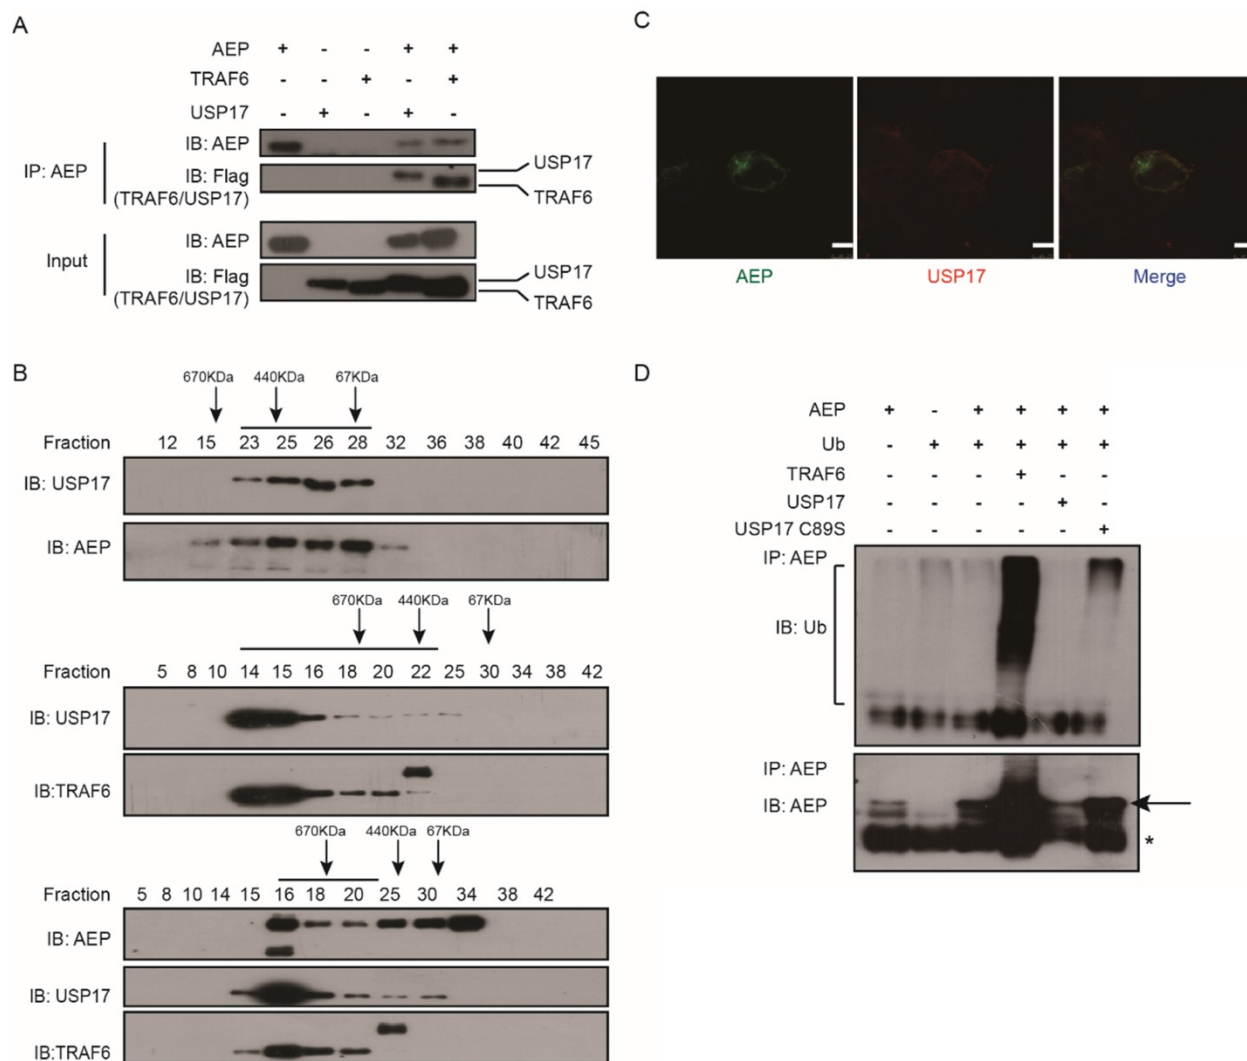 A
AEP + - - + +
TRAF6 - - + - +
USP17 - + - + -
IP: AEP
IB: AEP
IB: Flag
(TRAF6/USP17)
USP17
TRAF6
Input
IB: AEP
IB: Flag
(TRAF6/USP17)
USP17
TRAF6
B
670KDa 440KDa 67KDa
Fraction 12 15 23 25 26 28 32 36 38 40 42 45
IB: USP17
IB: AEP
670KDa 440KDa 67KDa
Fraction 5 8 10 14 15 16 18 20 22 25 30 34 38 42
IB: USP17
IB:TRAF6
670KDa 440KDa 67KDa
Fraction 5 8 10 14 15 16 18 20 25 30 34 38 42
IB: AEP
IB: USP17
IB:TRAF6
C
AEP USP17 Merge
D
AEP + - + + + +
Ub - + + + + +
TRAF6 - - - + - -
USP17 - - - - + -
USP17 C89S - - - - - +
IP: AEP
IB: Ub
IP: AEP
IB: AEP
*